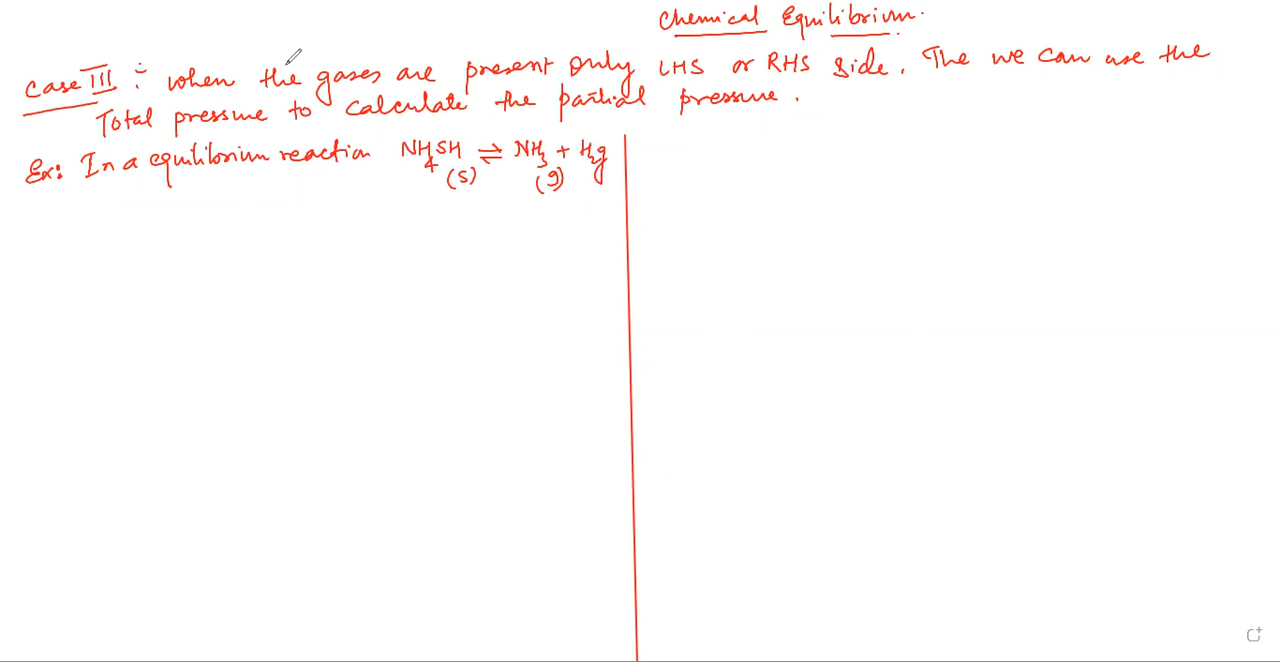 Chemical Equilibrium.
Case III :- when the gases are present only LHS or RHS side. The we can use the
Total pressure to calculate the partial pressure.
Ex: In a equilibrium reaction NH4SH(s) ⇌ NH3(g) + H2g